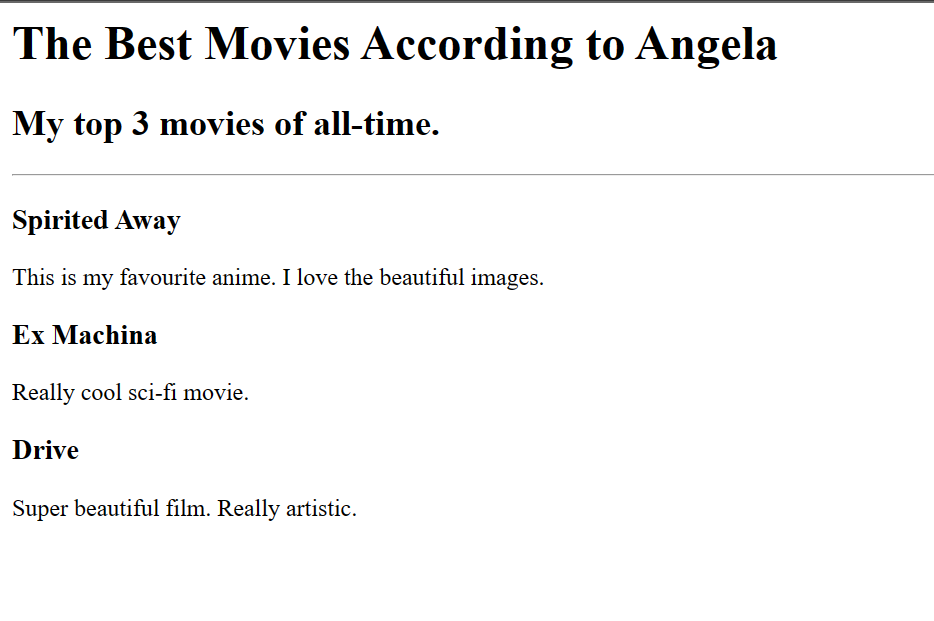 The Best Movies According to Angela
My top 3 movies of all-time.
Spirited Away
This is my favourite anime. I love the beautiful images.
Ex Machina
Really cool sci-fi movie.
Drive
Super beautiful film. Really artistic.